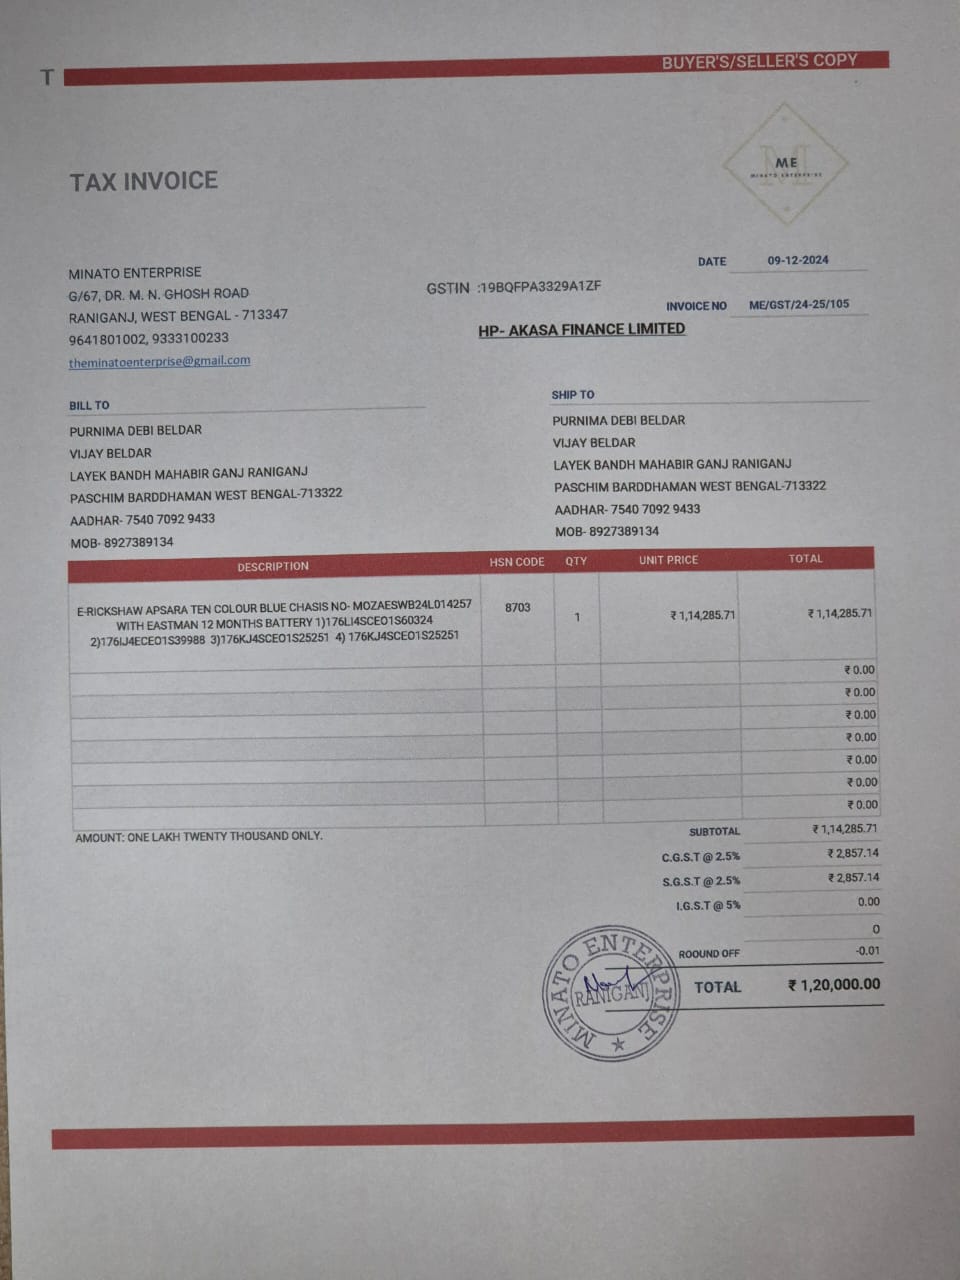 T
BUYER'S/SELLER'S COPY
ME
MINATO ENTERPRISE
TAX INVOICE
DATE 09-12-2024
MINATO ENTERPRISE
G/67, DR. M. N. GHOSH ROAD
GSTIN :19BQFPA3329A1ZF
RANIGANJ, WEST BENGAL - 713347
INVOICE NO ME/GST/24-25/105
9641801002, 9333100233
HP- AKASA FINANCE LIMITED
theminatoenterprise@gmail.com
BILL TO
PURNIMA DEBI BELDAR
VIJAY BELDAR
LAYEK BANDH MAHABIR GANJ RANIGANJ
PASCHIM BARDDHAMAN WEST BENGAL-713322
AADHAR- 7540 7092 9433
MOB- 8927389134
SHIP TO
PURNIMA DEBI BELDAR
VIJAY BELDAR
LAYEK BANDH MAHABIR GANJ RANIGANJ
PASCHIM BARDDHAMAN WEST BENGAL-713322
AADHAR- 7540 7092 9433
MOB- 8927389134
DESCRIPTION HSN CODE QTY UNIT PRICE TOTAL
E-RICKSHAW APSARA TEN COLOUR BLUE CHASIS NO- MOZAESWB24L014257
WITH EASTMAN 12 MONTHS BATTERY 1)176LI4SCEO1S60324
2)176IJ4ECEO1S39988 3)176KJ4SCEO1S25251 4) 176KJ4SCEO1S25251
8703 1 ₹ 1,14,285.71 ₹ 1,14,285.71
₹ 0.00
₹ 0.00
₹ 0.00
₹ 0.00
₹ 0.00
₹ 0.00
₹ 0.00
AMOUNT: ONE LAKH TWENTY THOUSAND ONLY.
SUBTOTAL ₹ 1,14,285.71
C.G.S.T @ 2.5% ₹ 2,857.14
S.G.S.T @ 2.5% ₹ 2,857.14
I.G.S.T @ 5% 0.00
0
ROOUND OFF -0.01
TOTAL ₹ 1,20,000.00
MINATO ENTERPRISE
RANIGANJ